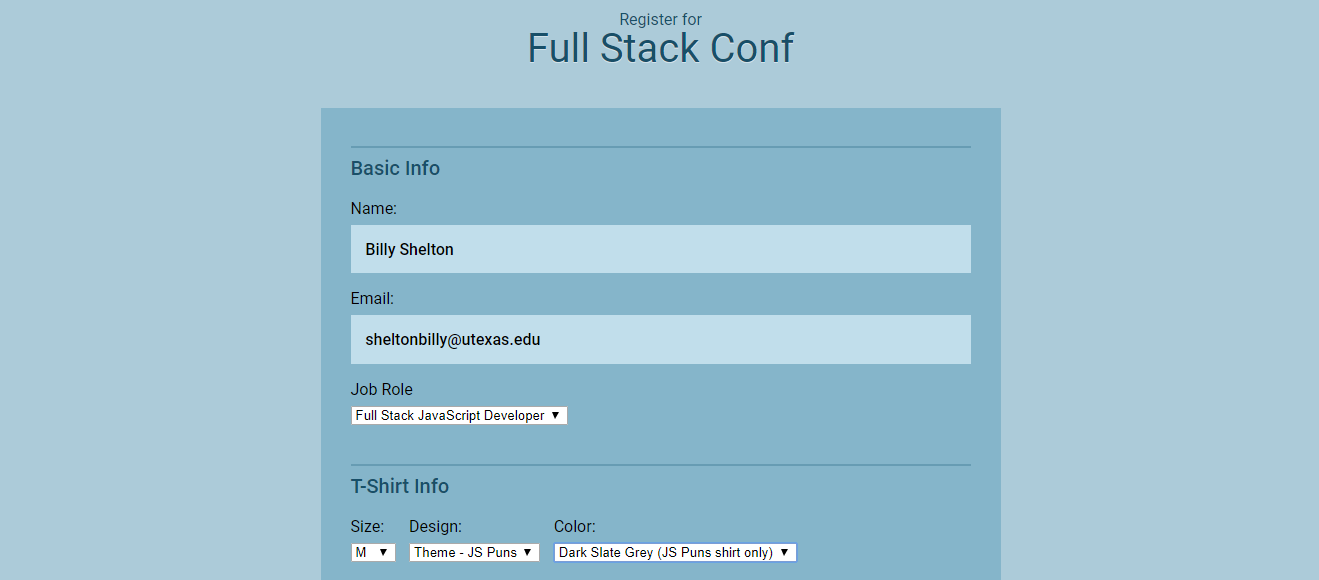 Register for
Full Stack Conf
Basic Info
Name:
Billy Shelton
Email:
sheltonbilly@utexas.edu
Job Role
Full Stack JavaScript Developer ▼
T-Shirt Info
Size: Design: Color:
M ▼ Theme - JS Puns ▼ Dark Slate Grey (JS Puns shirt only) ▼